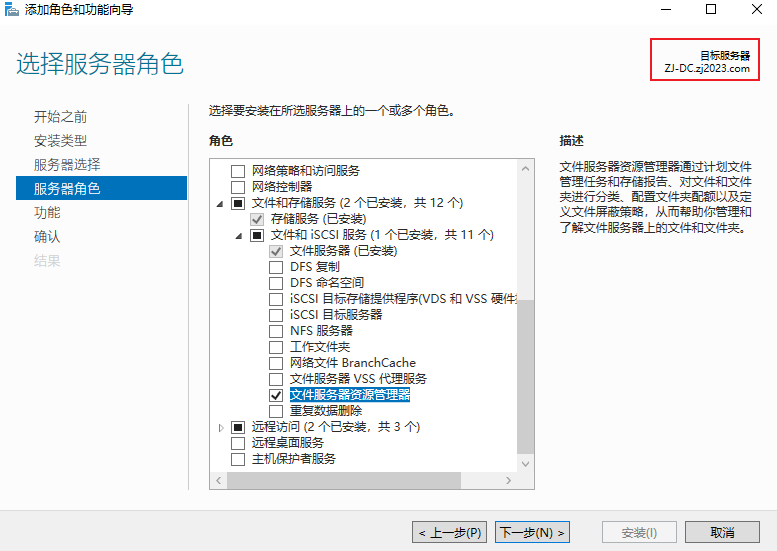 添加角色和功能向导
选择服务器角色
目标服务器
ZJ-DC.zj2023.com
开始之前
安装类型
服务器选择
服务器角色
功能
确认
结果
选择要安装在所选服务器上的一个或多个角色。
角色
网络策略和访问服务
网络控制器
文件和存储服务 (2 个已安装，共 12 个)
存储服务 (已安装)
文件和 iSCSI 服务 (1 个已安装，共 11 个)
文件服务器 (已安装)
DFS 复制
DFS 命名空间
iSCSI 目标存储提供程序(VDS 和 VSS 硬件
iSCSI 目标服务器
NFS 服务器
工作文件夹
网络文件 BranchCache
文件服务器 VSS 代理服务
文件服务器资源管理器
重复数据删除
远程访问 (2 个已安装，共 3 个)
远程桌面服务
主机保护者服务
描述
文件服务器资源管理器通过计划文件
管理任务和存储报告、对文件和文件
夹进行分类、配置文件夹配额以及定
义文件屏蔽策略，从而帮助你管理和
了解文件服务器上的文件和文件夹。
< 上一步(P)
下一步(N) >
安装(I)
取消